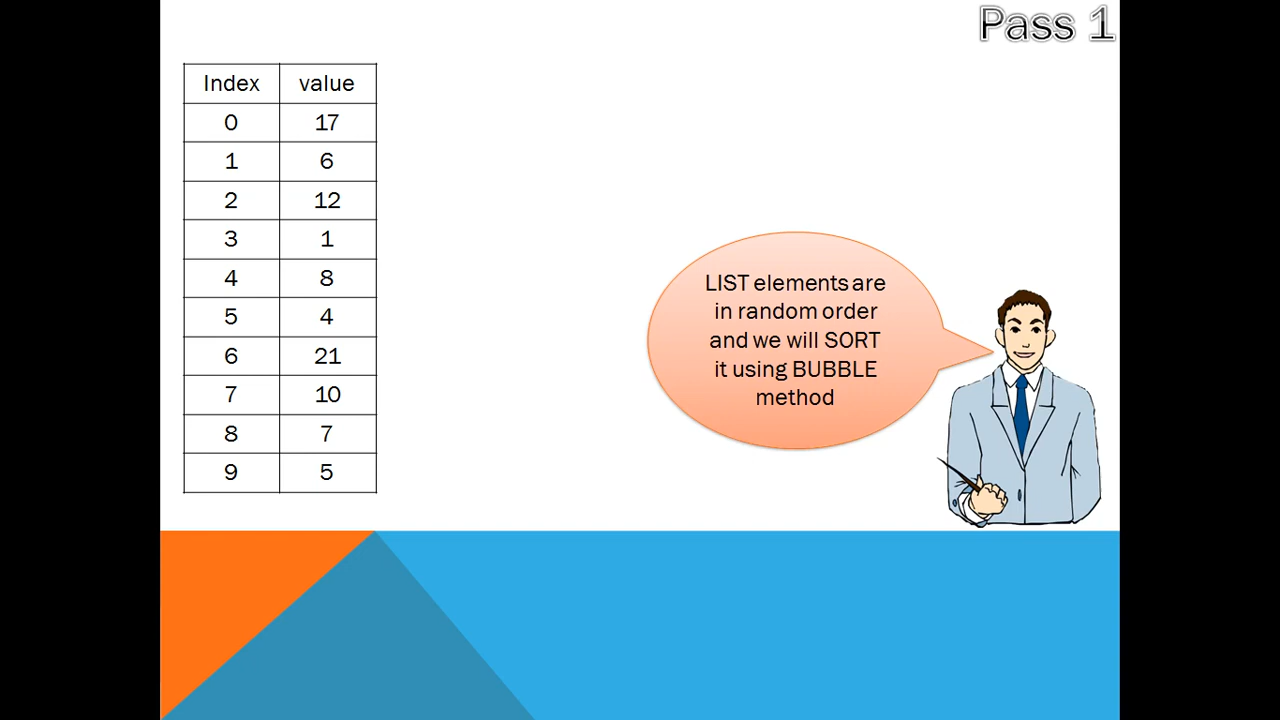 Pass 1
Index value
0 17
1 6
2 12
3 1
4 8
5 4
6 21
7 10
8 7
9 5
LIST elements are
in random order
and we will SORT
it using BUBBLE
method